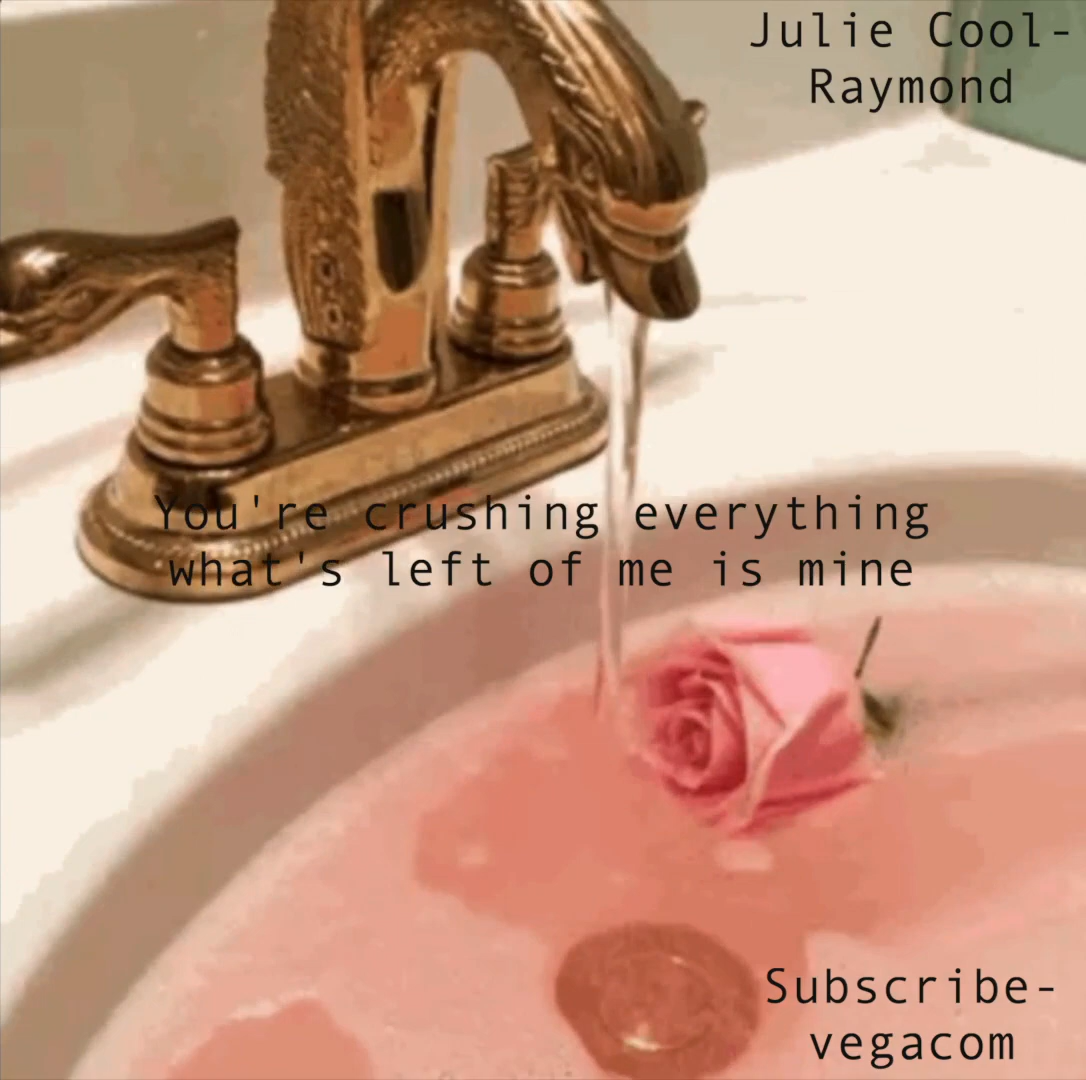 Julie Cool-
Raymond
You're crushing everything
what's left of me is mine
Subscribe-
vegacom